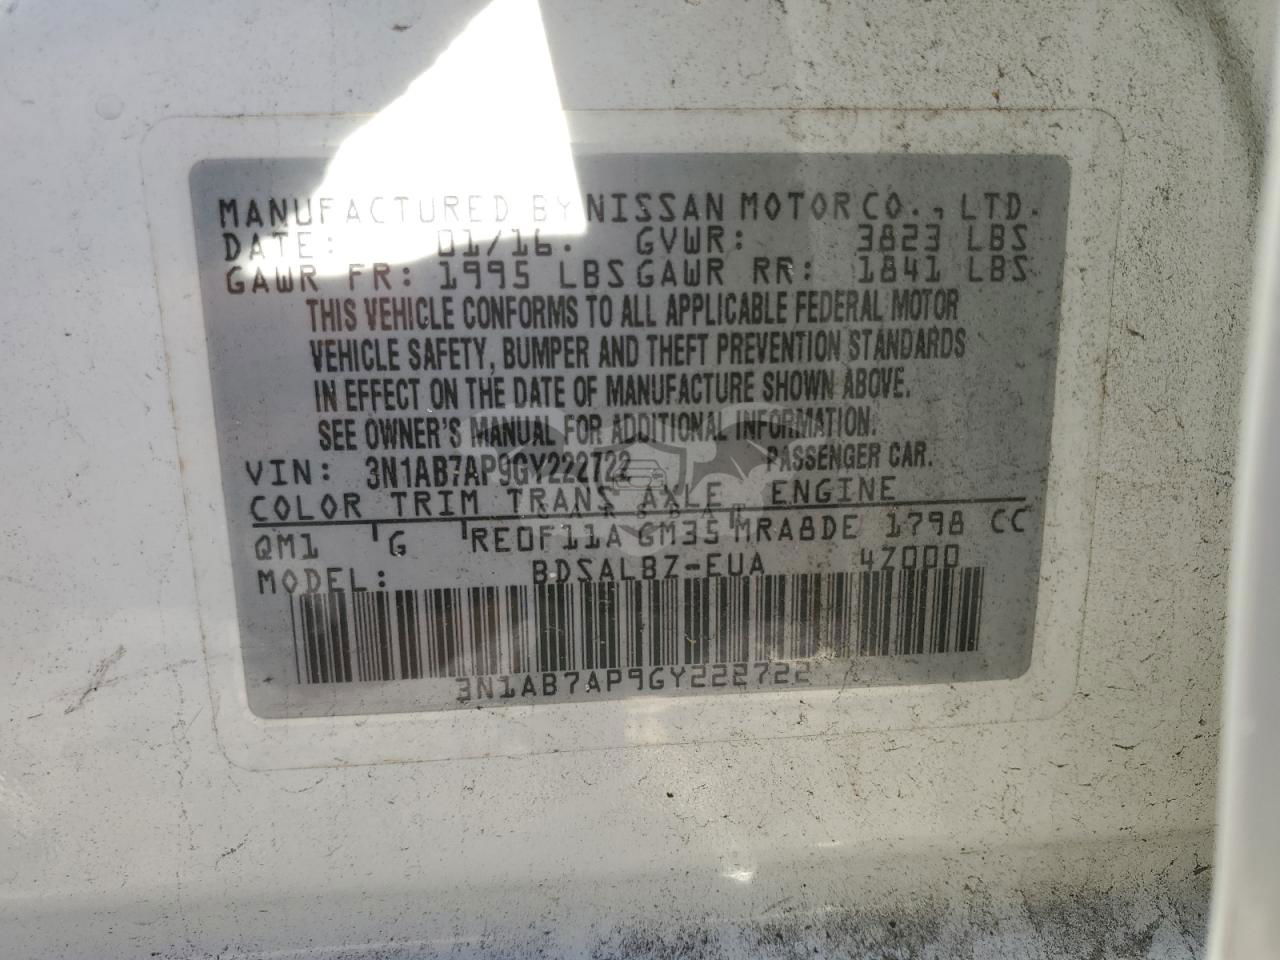 MANUFACTURED BY NISSAN MOTOR CO., LTD.
DATE: 01/16. GVWR: 3823 LBS
GAWR FR: 1995 LBS GAWR RR: 1841 LBS
THIS VEHICLE CONFORMS TO ALL APPLICABLE FEDERAL MOTOR
VEHICLE SAFETY, BUMPER AND THEFT PREVENTION STANDARDS
IN EFFECT ON THE DATE OF MANUFACTURE SHOWN ABOVE.
SEE OWNER'S MANUAL FOR ADDITIONAL INFORMATION.
VIN: 3N1AB7AP9GY222722 PASSENGER CAR.
COLOR TRIM TRANS AXLE ENGINE
QM1 G RE0F11A GM35 MRA8DE 1798 CC
MODEL: BDSALBZ-EUA 4Z000
3N1AB7AP9GY222722